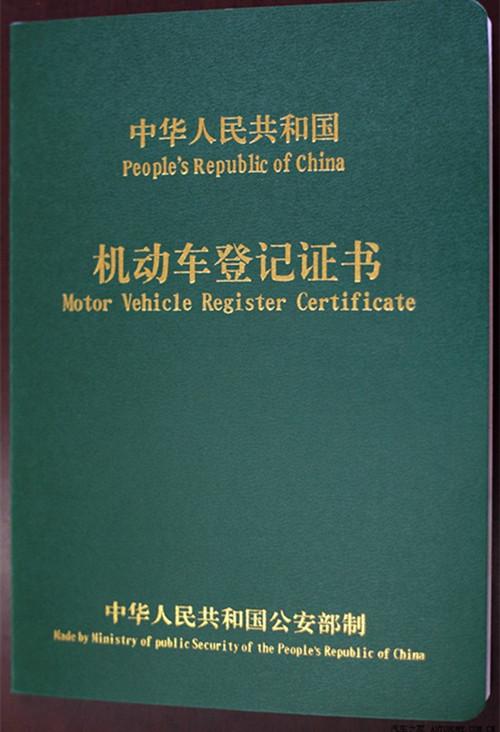 中华人民共和国
People's Republic of China
机动车登记证书
Motor Vehicle Register Certificate
中华人民共和国公安部制
Made by Ministry of public Security of the People's Republic of China